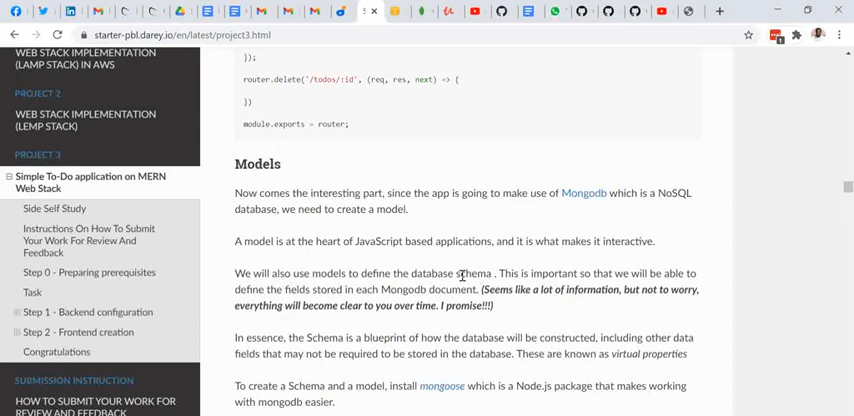 starter-pbl.darey.io/en/latest/project3.html
WEB STACK IMPLEMENTATION
(LAMP STACK) IN AWS
PROJECT 2
WEB STACK IMPLEMENTATION
(LEMP STACK)
PROJECT 3
Simple To-Do application on MERN
Web Stack
Side Self Study
Instructions On How To Submit
Your Work For Review And
Feedback
Step 0 - Preparing prerequisites
Task
Step 1 - Backend configuration
Step 2 - Frontend creation
Congratulations
SUBMISSION INSTRUCTION
HOW TO SUBMIT YOUR WORK FOR
REVIEW AND FEEDBACK
});
router.delete('/todos/:id', (req, res, next) => {
})
module.exports = router;
Models
Now comes the interesting part, since the app is going to make use of Mongodb which is a NoSQL
database, we need to create a model.
A model is at the heart of JavaScript based applications, and it is what makes it interactive.
We will also use models to define the database schema . This is important so that we will be able to
define the fields stored in each Mongodb document. (Seems like a lot of information, but not to worry,
everything will become clear to you over time. I promise!!!)
In essence, the Schema is a blueprint of how the database will be constructed, including other data
fields that may not be required to be stored in the database. These are known as virtual properties
To create a Schema and a model, install mongoose which is a Node.js package that makes working
with mongodb easier.